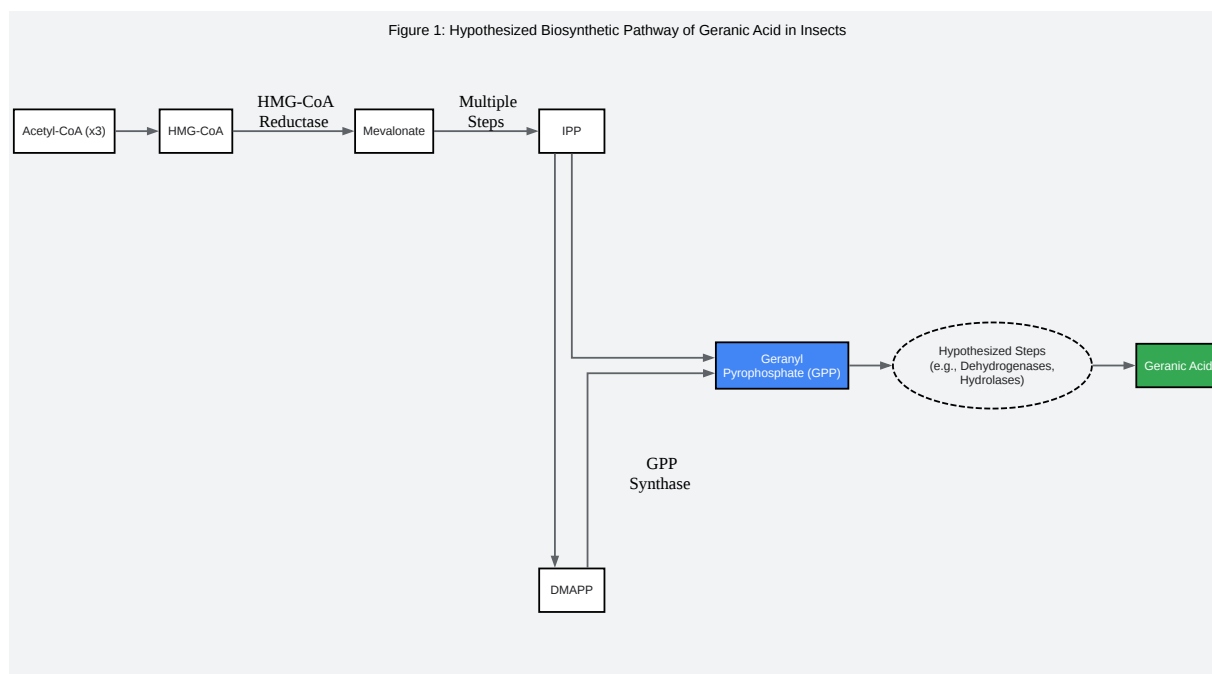 Figure 1: Hypothesized Biosynthetic Pathway of Geranic Acid in Insects
Acetyl-CoA (x3)
HMG-CoA
HMG-CoA
Reductase
Mevalonate
Multiple
Steps
IPP
Geranyl
Pyrophosphate (GPP)
Hypothesized Steps
(e.g., Dehydrogenases,
Hydrolases)
Geranic Acid
GPP
Synthase
DMAPP